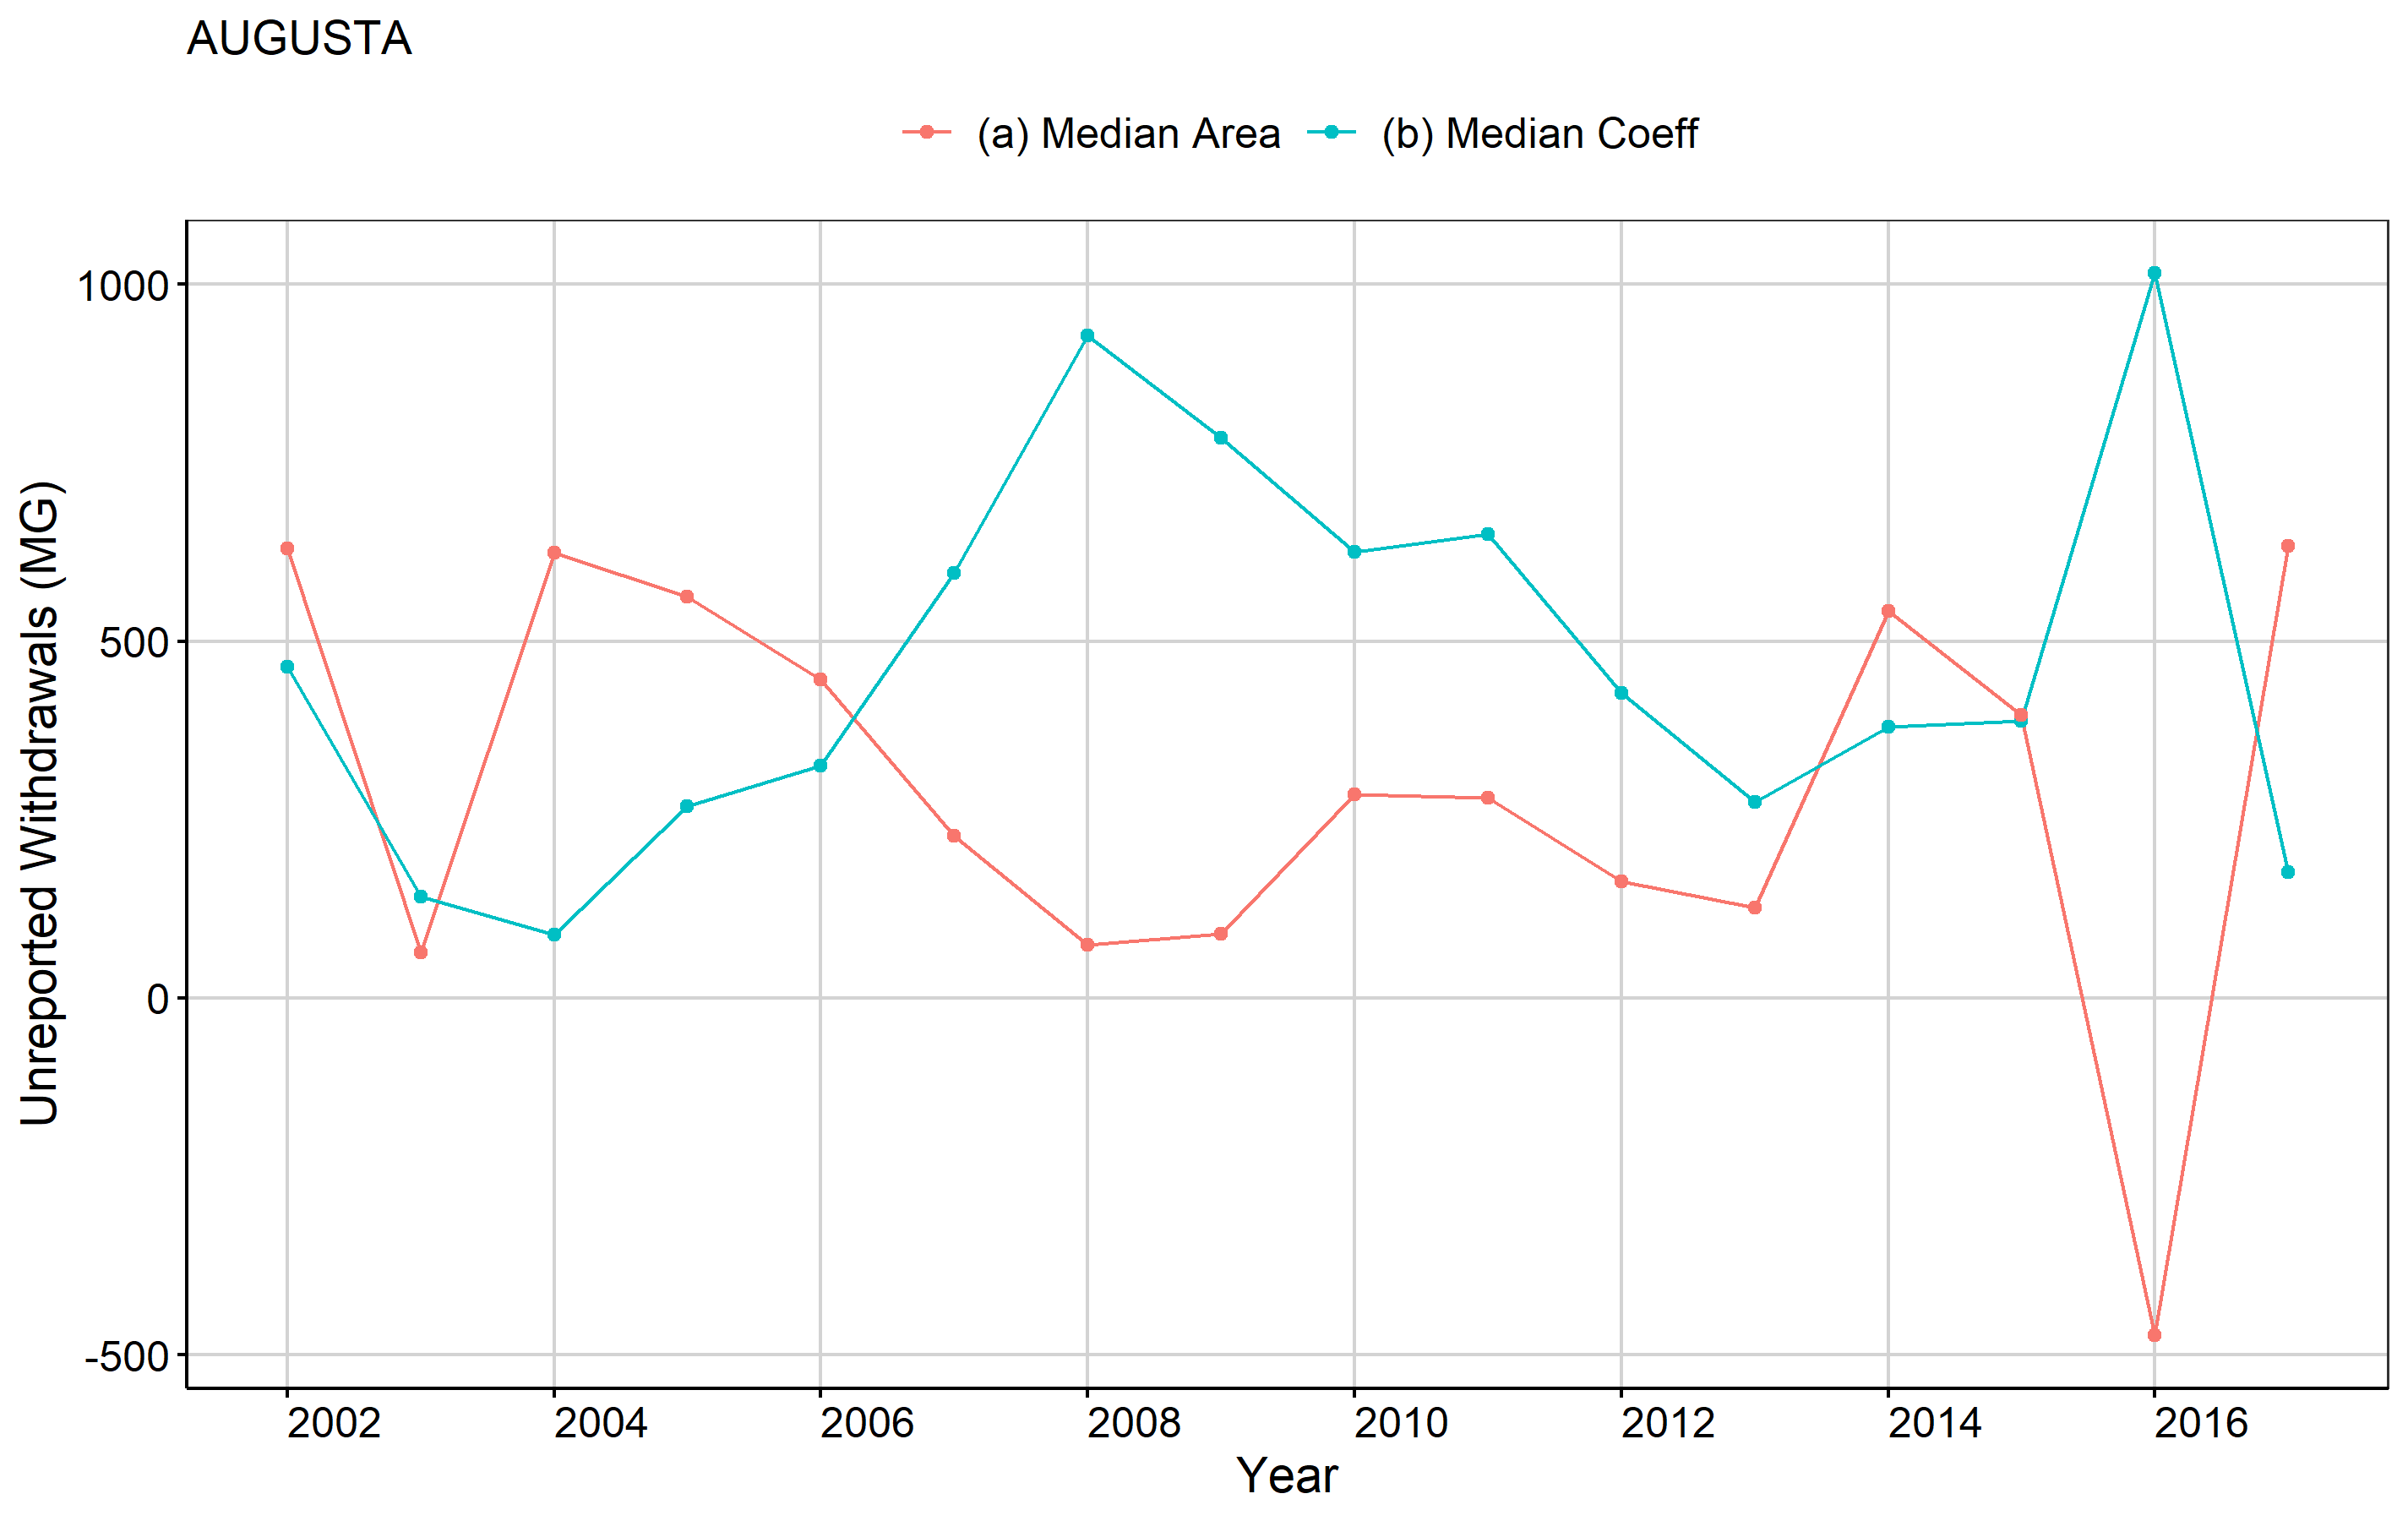 AUGUSTA
(a) Median Area (b) Median Coeff
Unreported Withdrawals (MG)
1000
500
0
-500
2002 2004 2006 2008 2010 2012 2014 2016
Year